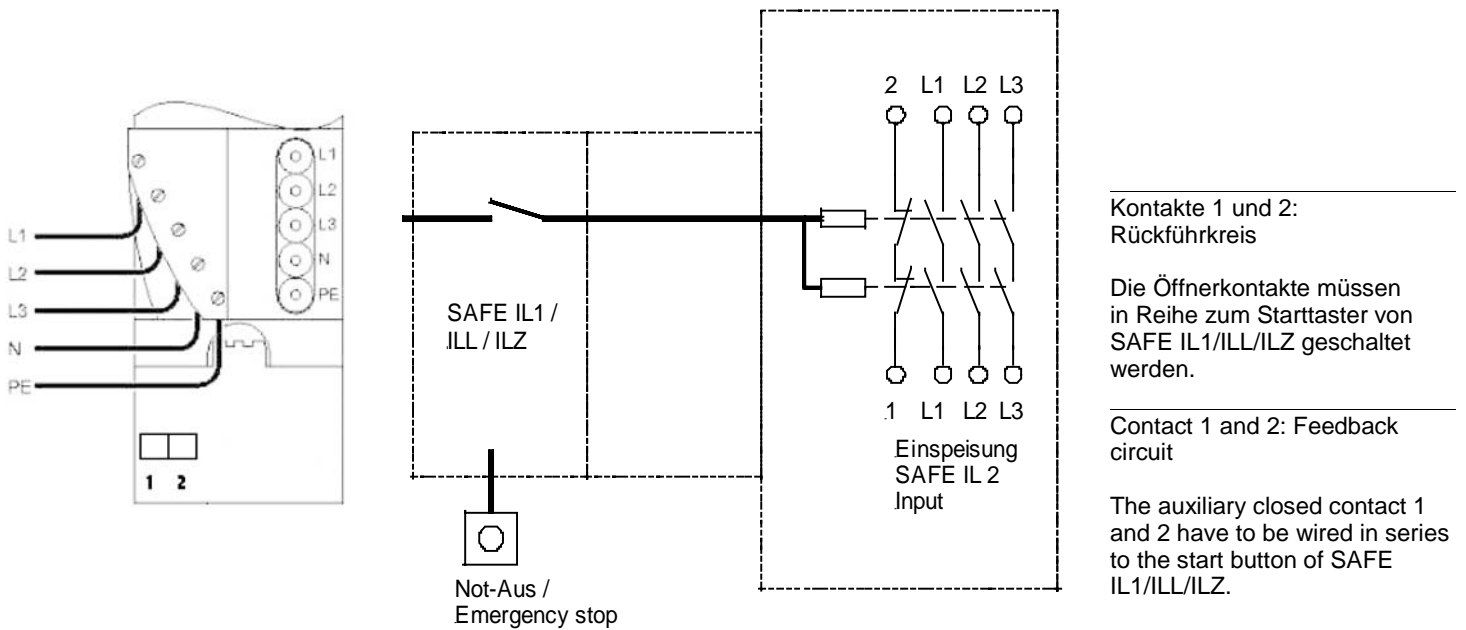 L1
L2
L3
N
PE
L1
L2
L3
N
PE
1 2
SAFE IL1 /
ILL / ILZ
Not-Aus /
Emergency stop
2 L1 L2 L3
1 L1 L2 L3
Einspeisung
SAFE IL 2
Input
Kontakte 1 und 2:
Rückführkreis
Die Öffnerkontakte müssen
in Reihe zum Starttaster von
SAFE IL1/ILL/ILZ geschaltet
werden.
Contact 1 and 2: Feedback
circuit
The auxiliary closed contact 1
and 2 have to be wired in series
to the start button of SAFE
IL1/ILL/ILZ.